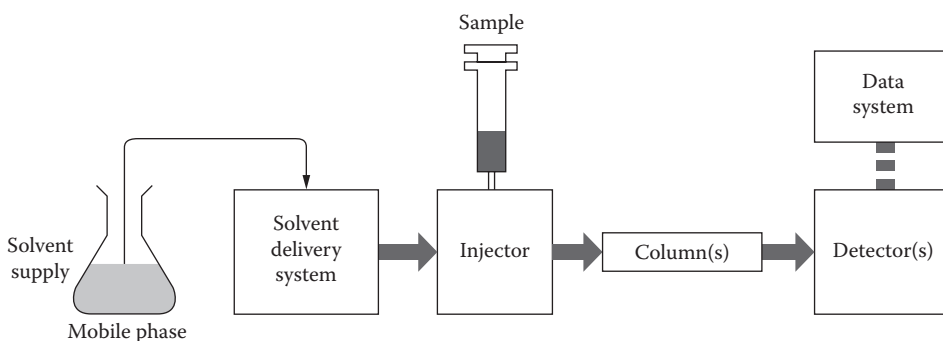 Sample
Data
system
Solvent
supply
Mobile phase
Solvent
delivery
system
Injector
Column(s)
Detector(s)